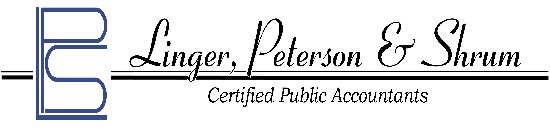 Linger, Peterson & Shrum
Certified Public Accountants